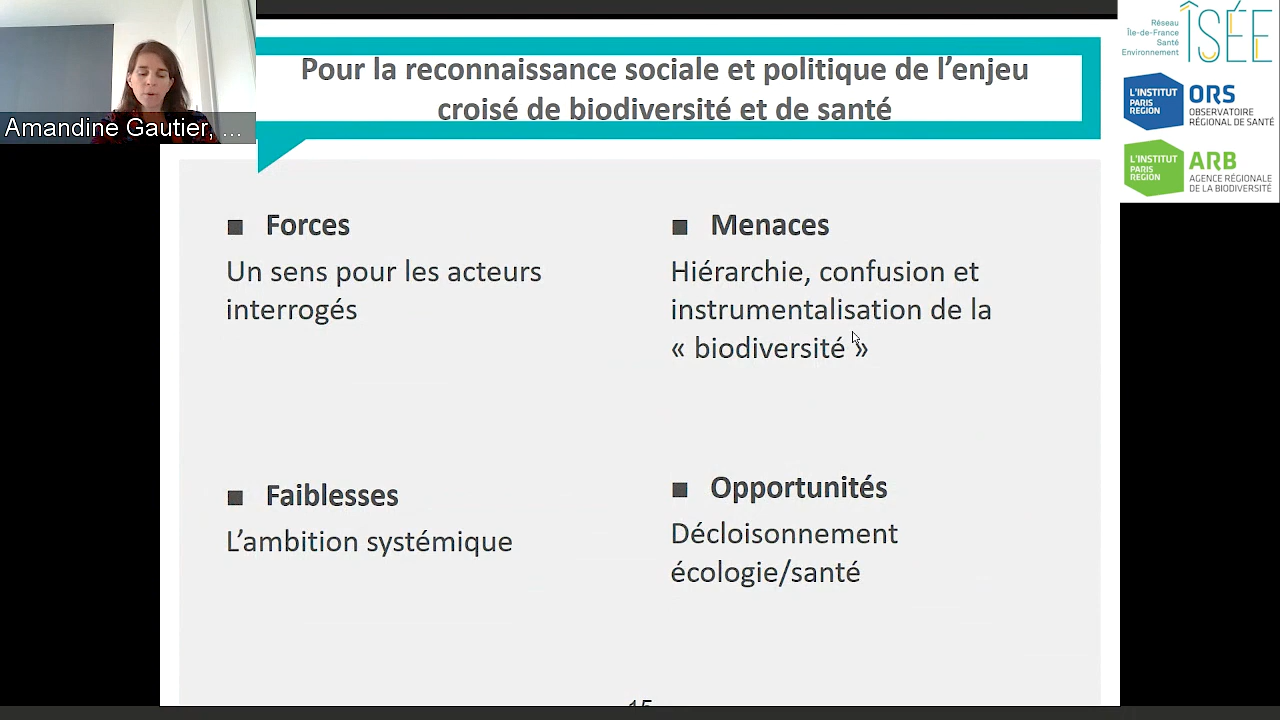 Pour la reconnaissance sociale et politique de l’enjeu
croisé de biodiversité et de santé
Amandine Gautier, ...
Réseau
Île-de-France
Santé
Environnement
ÎSÉE
L'INSTITUT
PARIS
REGION
ORS
OBSERVATOIRE
RÉGIONAL DE SANTÉ
L'INSTITUT
PARIS
REGION
ARB
AGENCE RÉGIONALE
DE LA BIODIVERSITÉ
■ Forces
Un sens pour les acteurs
interrogés
■ Menaces
Hiérarchie, confusion et
instrumentalisation de la
« biodiversité »
■ Faiblesses
L’ambition systémique
■ Opportunités
Décloisonnement
écologie/santé
15